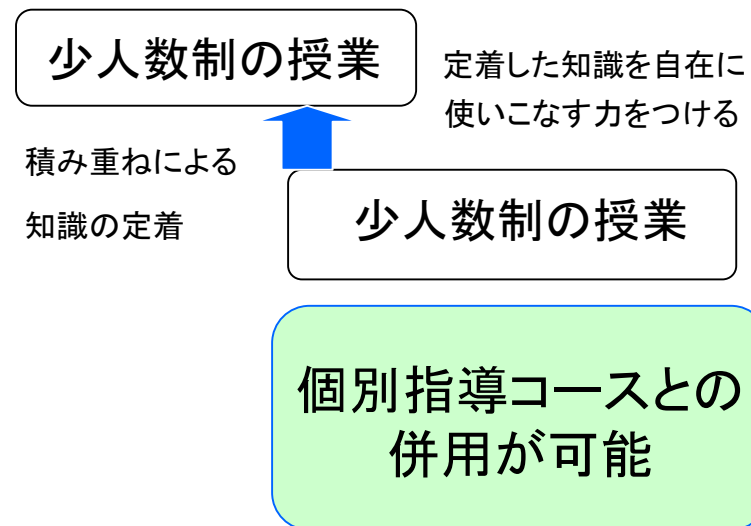 少人数制の授業
定着した知識を自在に
使いこなす力をつける
積み重ねによる
知識の定着
少人数制の授業
個別指導コースとの
併用が可能